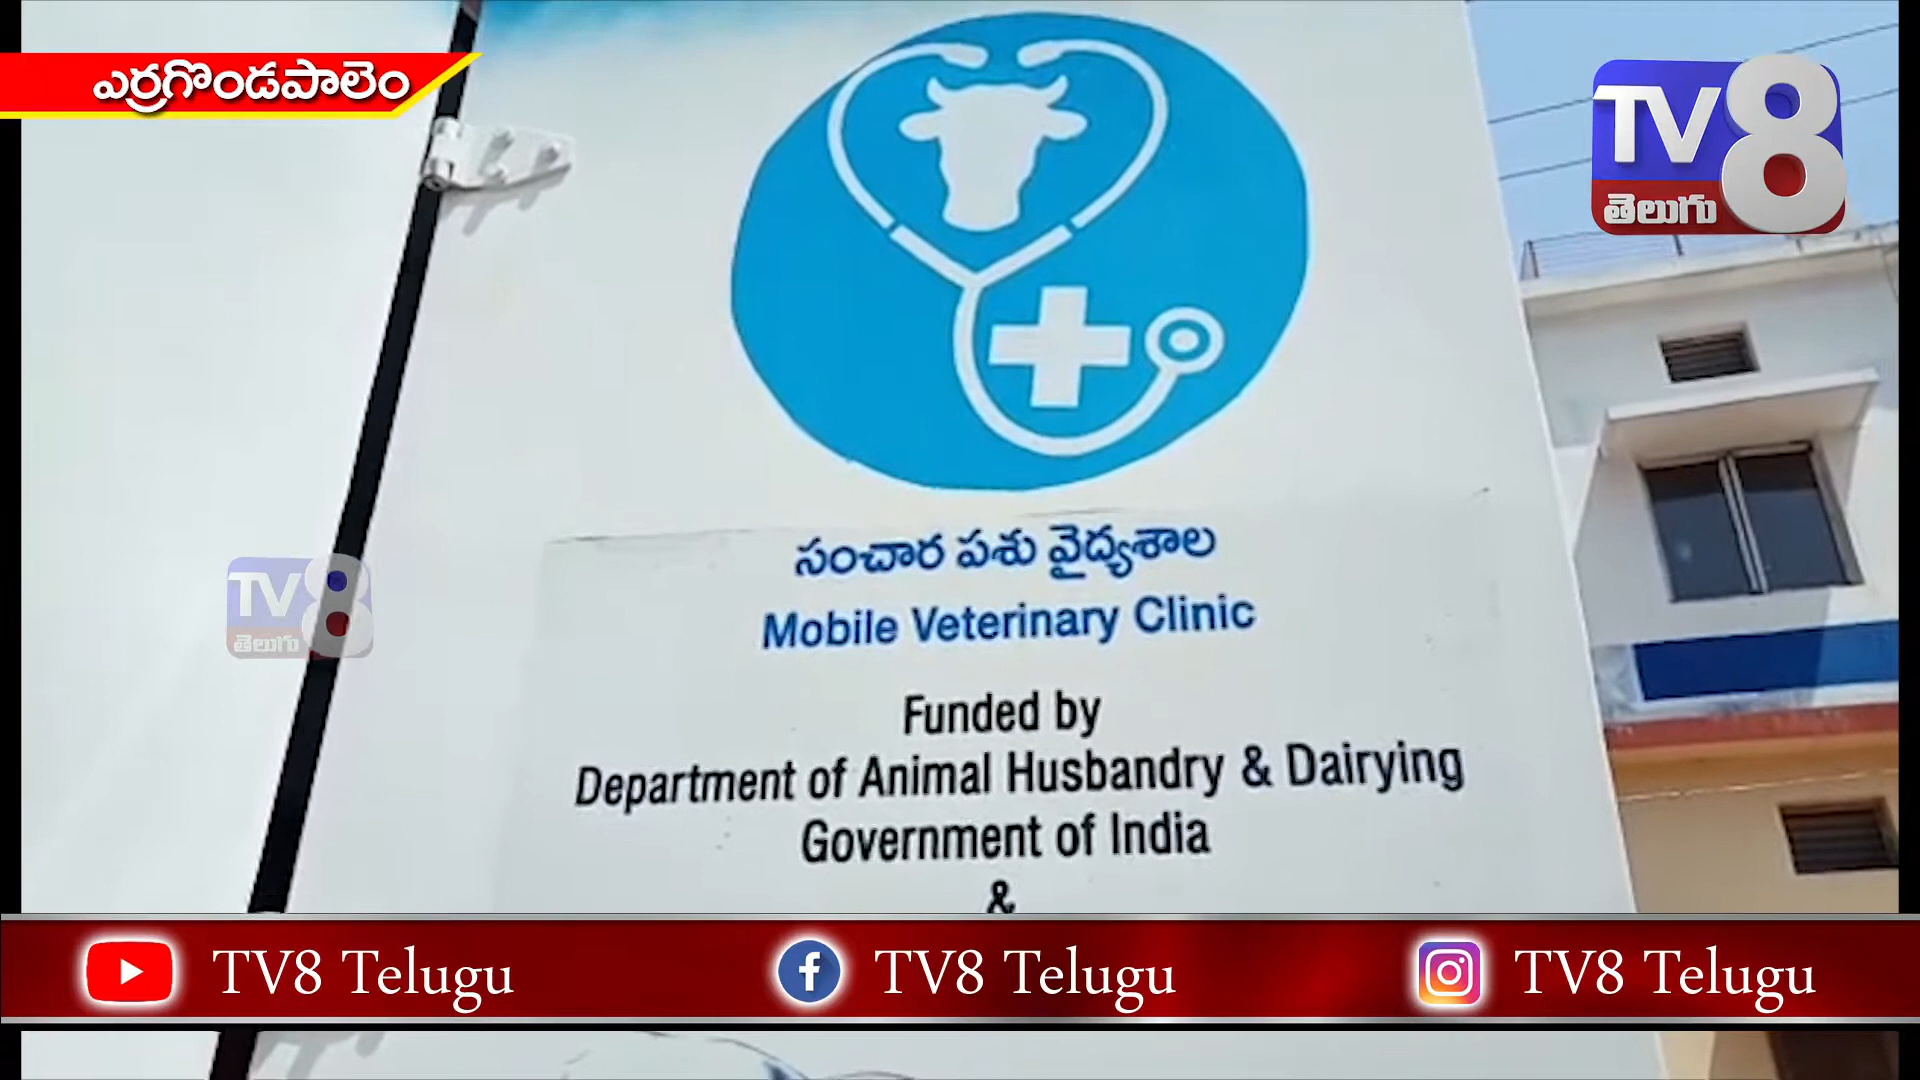 ఎర్రగొండపాలెం
TV8
తెలుగు
సంచార పశు వైద్యశాల
Mobile Veterinary Clinic
TV8
తెలుగు
Funded by
Department of Animal Husbandry & Dairying
Government of India
&
TV8 Telugu
TV8 Telugu
TV8 Telugu